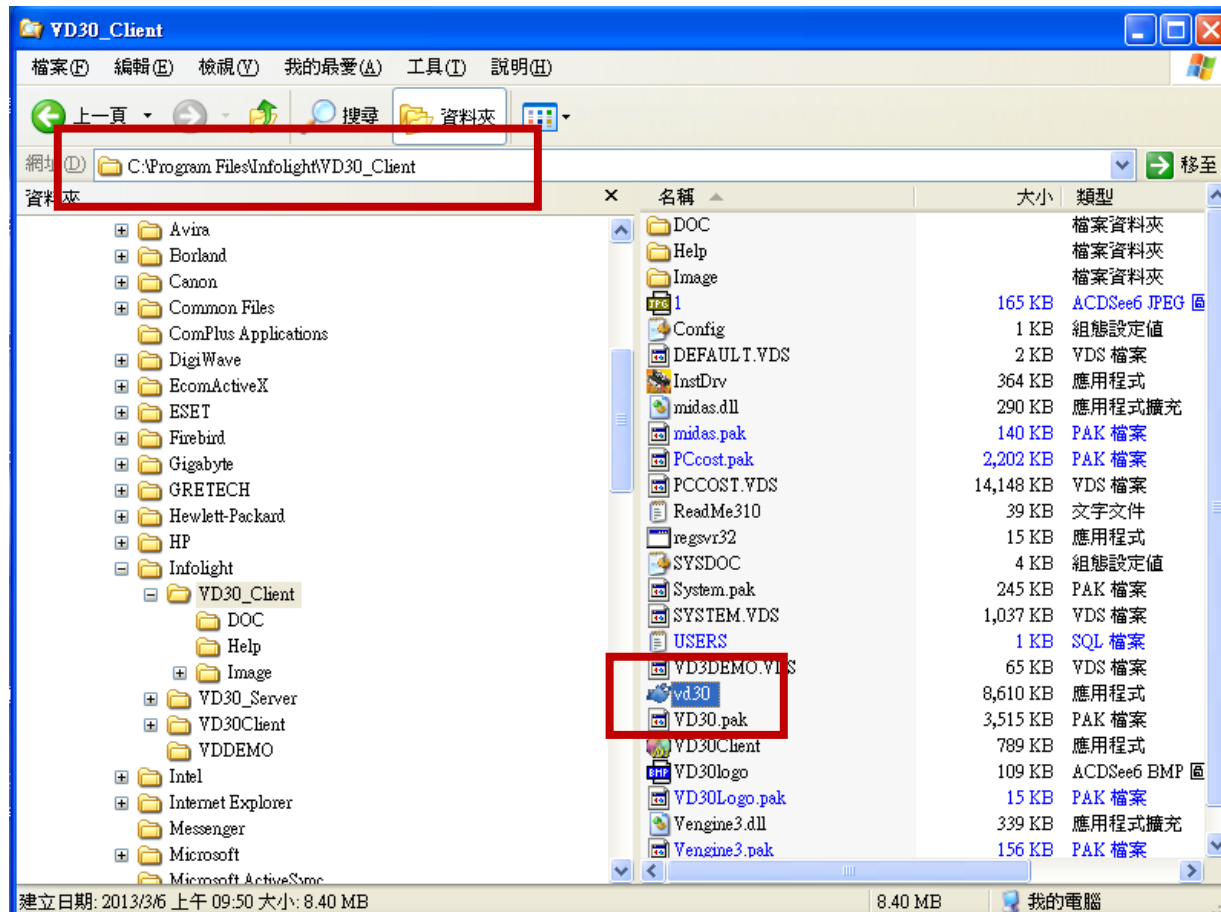 VD30_Client
檔案(F) 編輯(E) 檢視(V) 我的最愛(A) 工具(T) 說明(H)
上一頁 搜尋 資料夾
網址(D) C:\Program Files\Infolight\VD30_Client 移至
資料夾 x
Avira
Borland
Canon
Common Files
ComPlus Applications
DigiWave
EcomActiveX
ESET
Firebird
Gigabyte
GRETECH
Hewlett-Packard
HP
Infolight
VD30_Client
DOC
Help
Image
VD30_Server
VD30Client
VDDEMO
Intel
Internet Explorer
Messenger
Microsoft
Microsoft ActiveSync
名稱 大小 類型
DOC 檔案資料夾
Help 檔案資料夾
Image 檔案資料夾
1 165 KB ACDSee6 JPEG 圖
Config 1 KB 組態設定值
DEFAULT.VDS 2 KB VDS 檔案
InstDrv 364 KB 應用程式
midas.dll 290 KB 應用程式擴充
midas.pak 140 KB PAK 檔案
PCcost.pak 2,202 KB PAK 檔案
PCCOST.VDS 14,148 KB VDS 檔案
ReadMe310 39 KB 文字文件
regsvr32 15 KB 應用程式
SYSDOC 4 KB 組態設定值
System.pak 245 KB PAK 檔案
SYSTEM.VDS 1,037 KB VDS 檔案
USERS 1 KB SQL 檔案
VD3DEMO.VDS 65 KB VDS 檔案
vd30 8,610 KB 應用程式
VD30.pak 3,515 KB PAK 檔案
VD30Client 789 KB 應用程式
VD30logo 109 KB ACDSee6 BMP 圖
VD30Logo.pak 15 KB PAK 檔案
Vengine3.dll 339 KB 應用程式擴充
Vengine3.pak 156 KB PAK 檔案
建立日期: 2013/3/6 上午 09:50 大小: 8.40 MB 8.40 MB 我的電腦